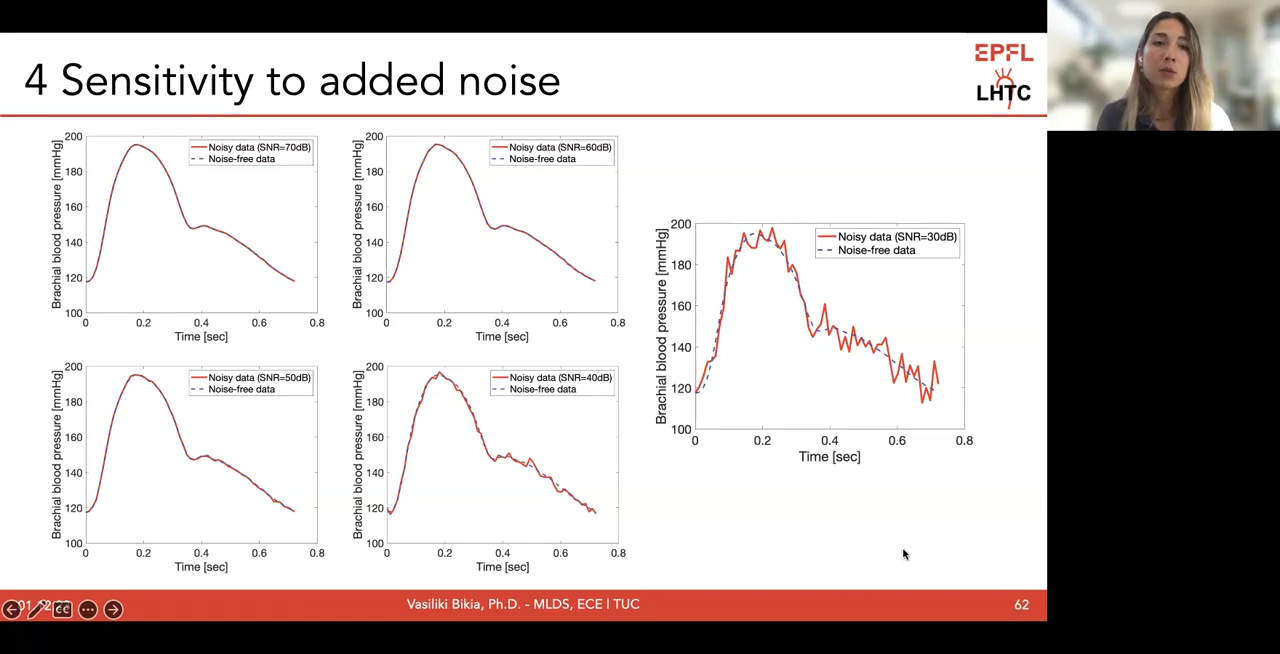 4 Sensitivity to added noise
EPFL
LHTC
Brachial blood pressure [mmHg]
200
180
160
140
120
100
Noisy data (SNR=70dB)
Noise-free data
0 0.2 0.4 0.6 0.8
Time [sec]
Brachial blood pressure [mmHg]
200
180
160
140
120
100
Noisy data (SNR=60dB)
Noise-free data
0 0.2 0.4 0.6 0.8
Time [sec]
Brachial blood pressure [mmHg]
200
180
160
140
120
100
Noisy data (SNR=50dB)
Noise-free data
0 0.2 0.4 0.6 0.8
Time [sec]
Brachial blood pressure [mmHg]
200
180
160
140
120
100
Noisy data (SNR=40dB)
Noise-free data
0 0.2 0.4 0.6 0.8
Time [sec]
Brachial blood pressure [mmHg]
200
180
160
140
120
100
Noisy data (SNR=30dB)
Noise-free data
0 0.2 0.4 0.6 0.8
Time [sec]
CC
Vasiliki Bikia, Ph.D. - MLDS, ECE | TUC
62